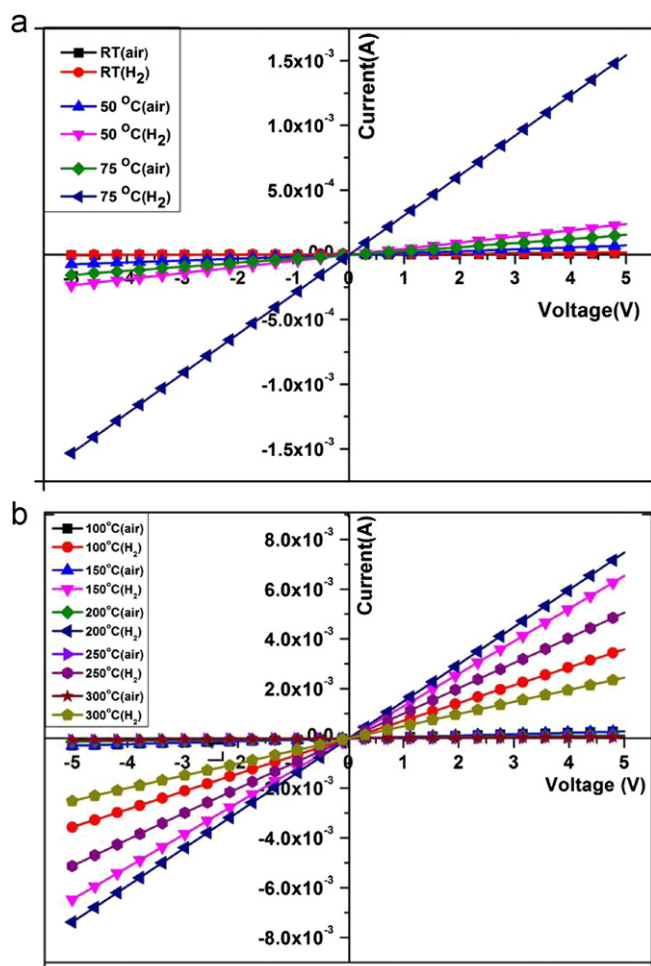 a
RT(air)
RT(H₂)
50 °C(air)
50 °C(H₂)
75 °C(air)
75 °C(H₂)
Current(A)
1.5x10⁻³
1.0x10⁻³
5.0x10⁻⁴
0.0
-5 -4 -3 -2 -1 0 1 2 3 4 5
Voltage(V)
-5.0x10⁻⁴
-1.0x10⁻³
-1.5x10⁻³
b
100°C(air)
100°C(H₂)
150°C(air)
150°C(H₂)
200°C(air)
200°C(H₂)
250°C(air)
250°C(H₂)
300°C(air)
300°C(H₂)
Current(A)
8.0x10⁻³
6.0x10⁻³
4.0x10⁻³
2.0x10⁻³
0.0
-5 -4 -3 -2 -1 0 1 2 3 4 5
Voltage (V)
-2.0x10⁻³
-4.0x10⁻³
-6.0x10⁻³
-8.0x10⁻³